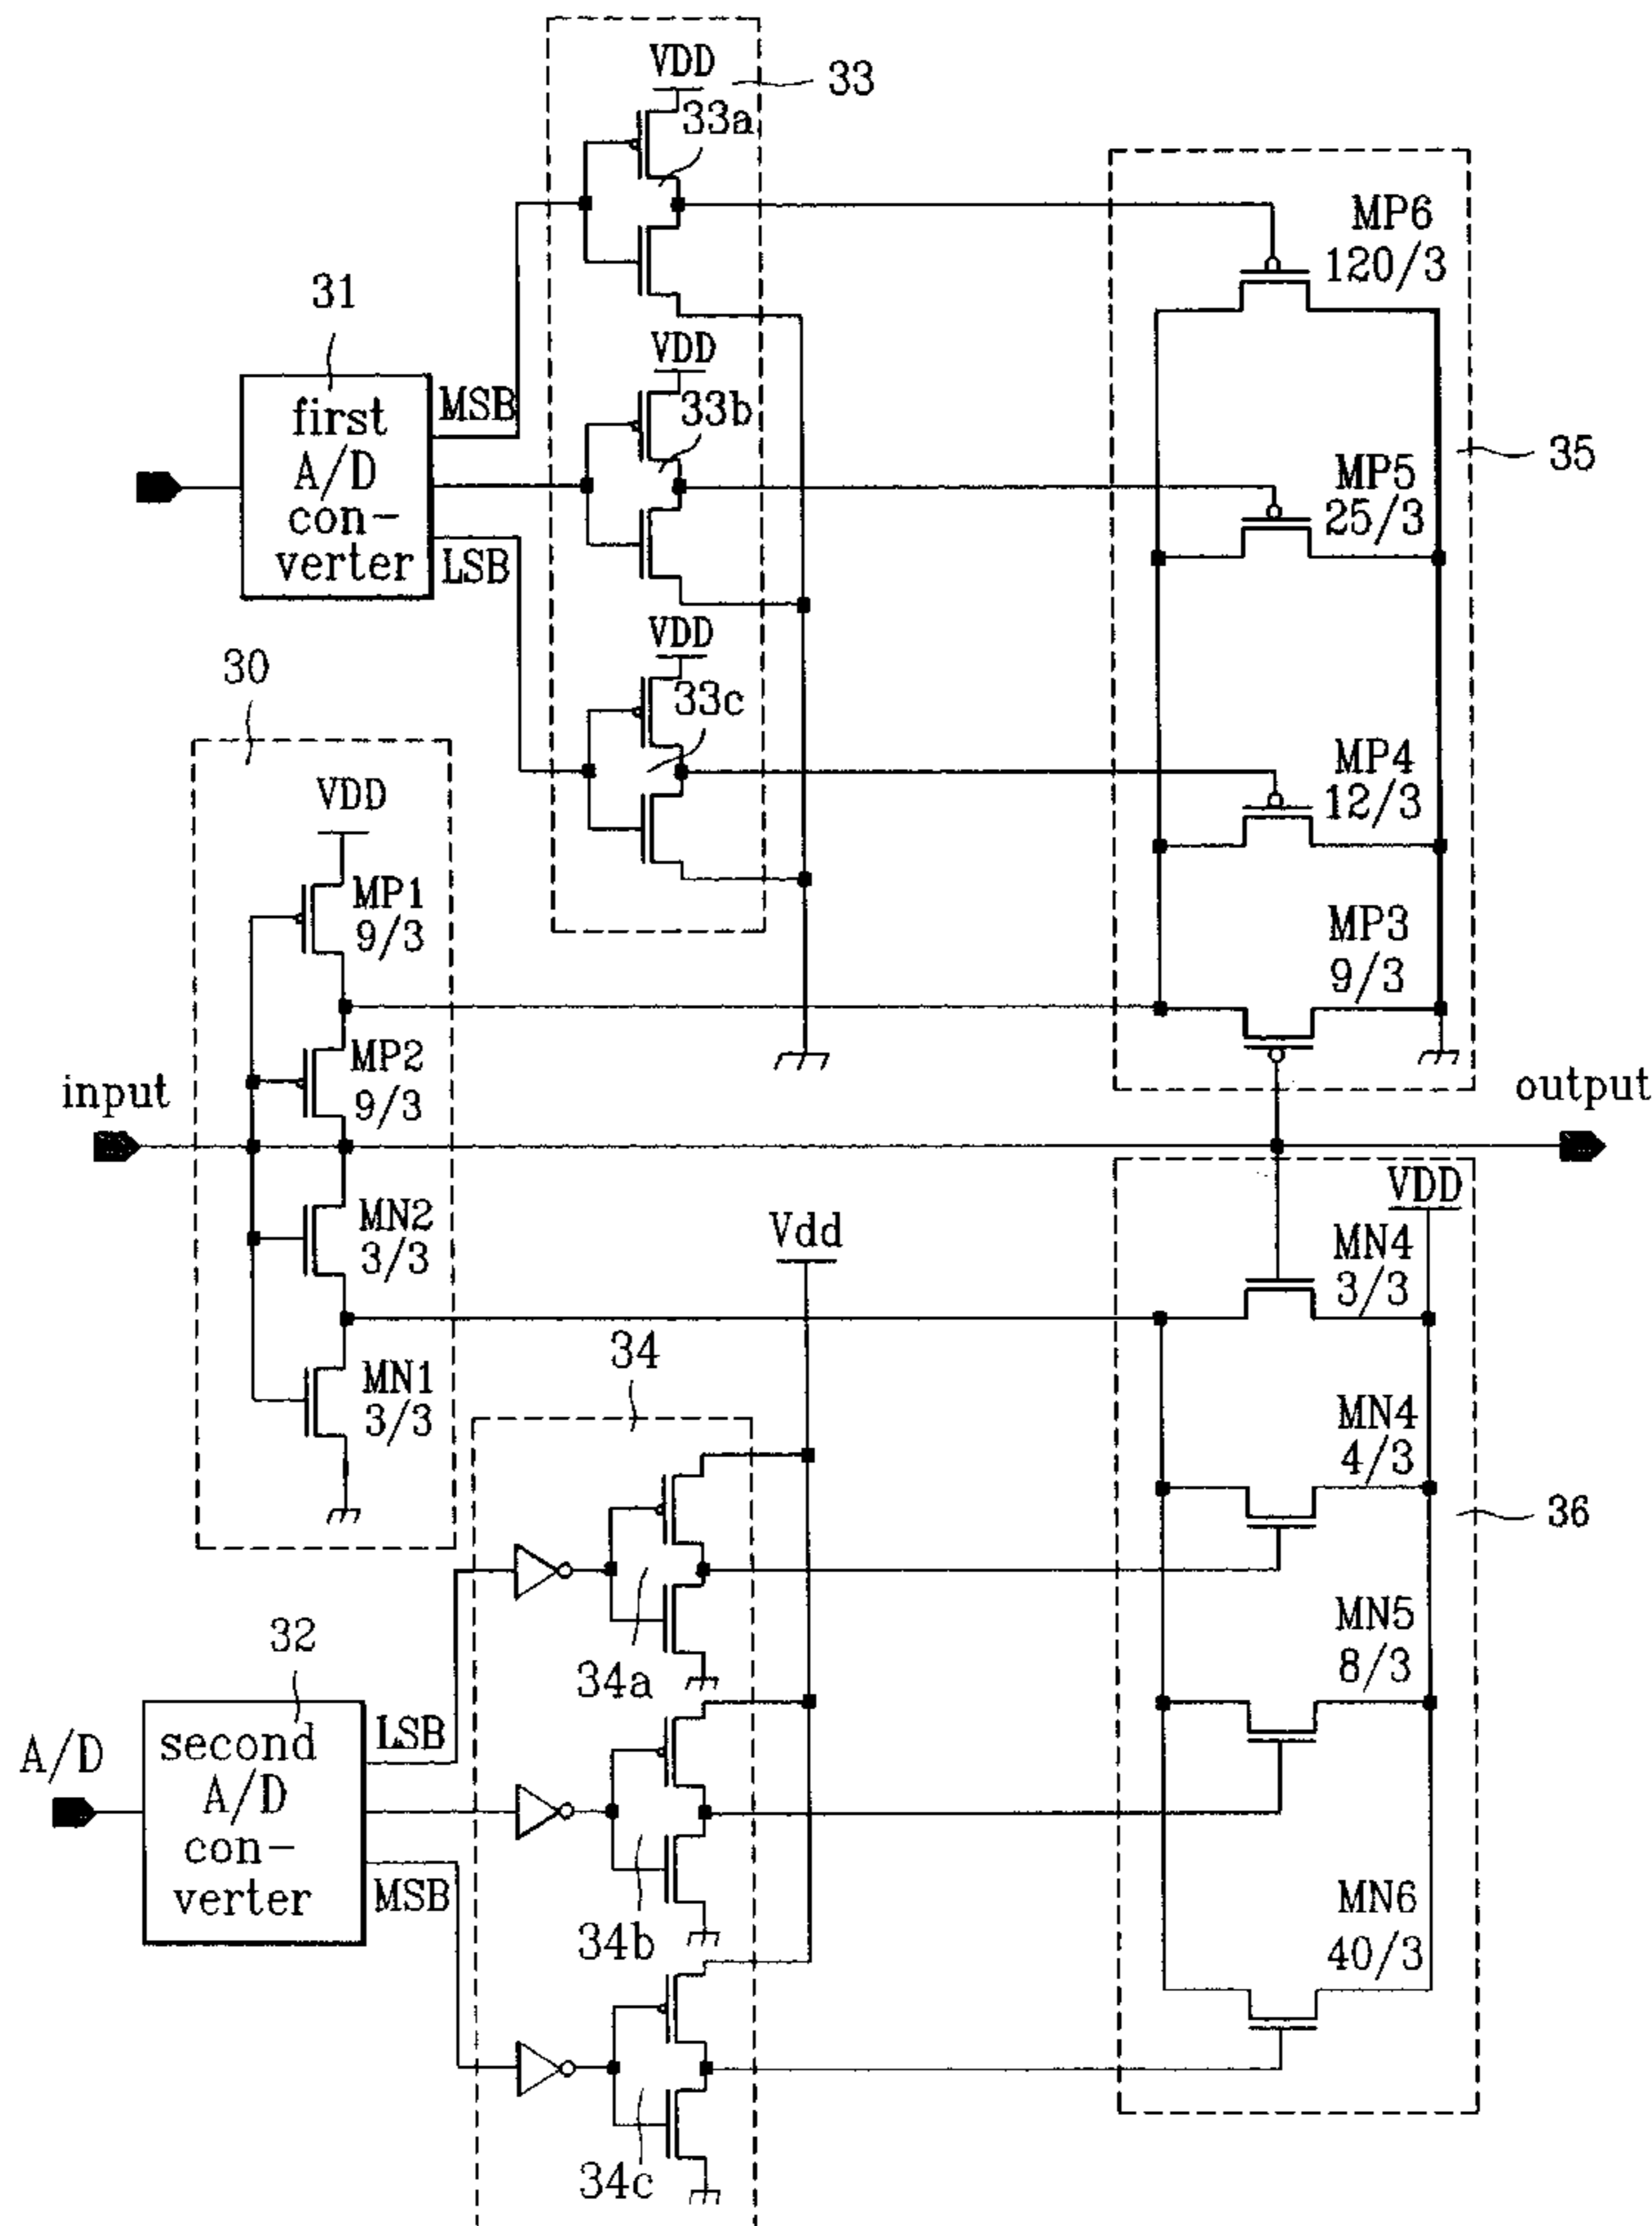 VDD
33
33a
MP6
120/3
31
first
A/D
con-
verter
MSB
LSB
VDD
33b
MP5
25/3
35
VDD
33c
MP4
12/3
30
VDD
MP1
9/3
MP3
9/3
MP2
9/3
input
output
MN2
3/3
Vdd
VDD
MN4
3/3
MN1
3/3
34
MN4
4/3
36
34a
MN5
8/3
32
A/D
second
A/D
con-
verter
LSB
MSB
34b
MN6
40/3
34c